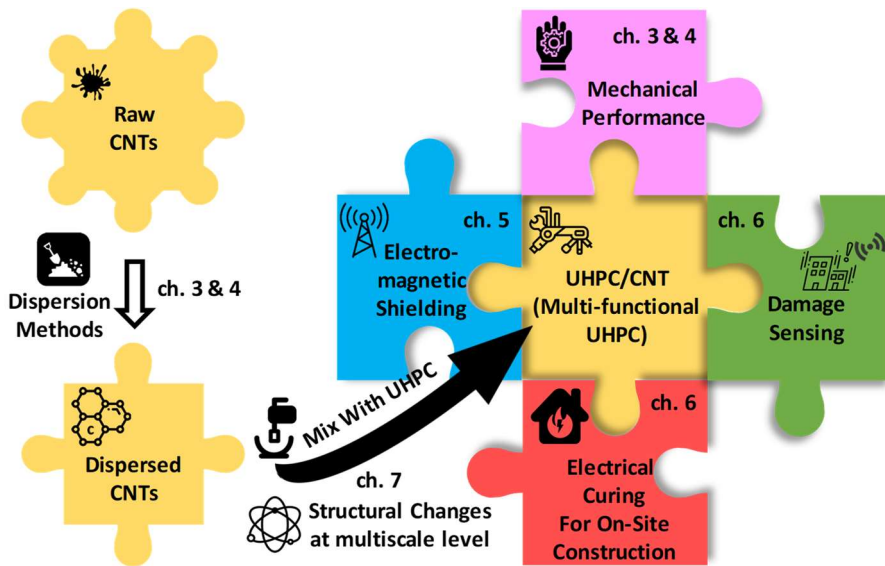 Raw
CNTs
Dispersion
Methods
ch. 3 & 4
C
Dispersed
CNTs
Mix With UHPC
ch. 7
Structural Changes
at multiscale level
ch. 3 & 4
Mechanical
Performance
ch. 5
Electro-
magnetic
Shielding
UHPC/CNT
(Multi-functional
UHPC)
ch. 6
!
Damage
Sensing
ch. 6
Electrical
Curing
For On-Site
Construction